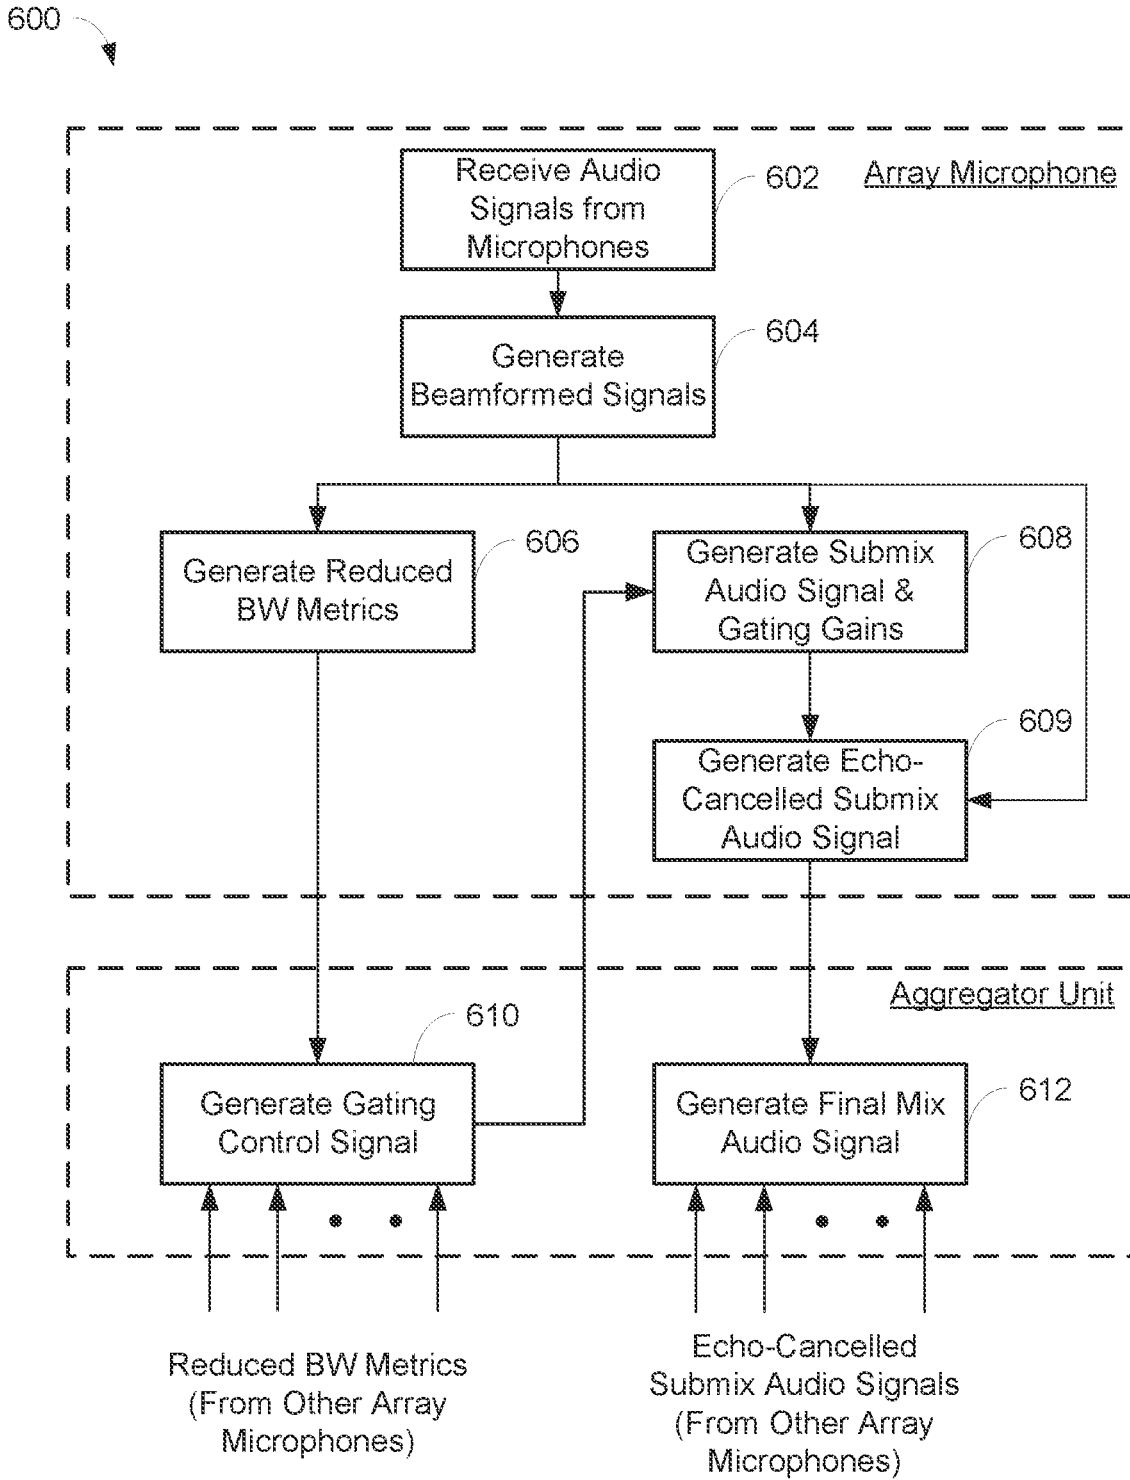 600
Array Microphone
Receive Audio
Signals from
Microphones
602
Generate
Beamformed Signals
604
Generate Reduced
BW Metrics
606
Generate Submix
Audio Signal &
Gating Gains
608
Generate Echo-
Cancelled Submix
Audio Signal
609
Aggregator Unit
Generate Gating
Control Signal
610
Generate Final Mix
Audio Signal
612
Reduced BW Metrics
(From Other Array
Microphones)
Echo-Cancelled
Submix Audio Signals
(From Other Array
Microphones)